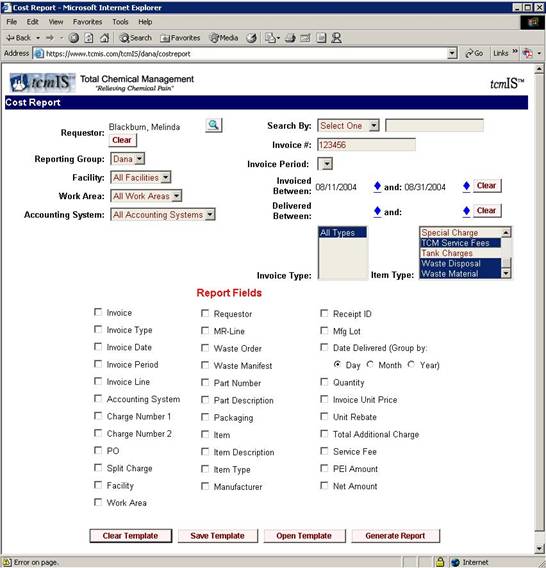 Cost Report - Microsoft Internet Explorer
File Edit View Favorites Tools Help
Back Search Favorites Media
Address https://www.tcmis.com/tcmIS/dana/costreport Go Links
tcmIS Total Chemical Management tcmIS™
"Relieving Chemical Pain"
Cost Report
Requestor: Blackburn, Melinda
Clear
Reporting Group: Dana
Facility: All Facilities
Work Area: All Work Areas
Accounting System: All Accounting Systems
Search By: Select One
Invoice #: 123456
Invoice Period:
Invoiced Between: 08/11/2004 and: 08/31/2004 Clear
Delivered Between: and: Clear
Invoice Type: All Types
Item Type: Special Charge
TCM Service Fees
Tank Charges
Waste Disposal
Waste Material
Report Fields
Invoice
Invoice Type
Invoice Date
Invoice Period
Invoice Line
Accounting System
Charge Number 1
Charge Number 2
PO
Split Charge
Facility
Work Area
Requestor
MR-Line
Waste Order
Waste Manifest
Part Number
Part Description
Packaging
Item
Item Description
Item Type
Manufacturer
Receipt ID
Mfg Lot
Date Delivered (Group by:
Day Month Year)
Quantity
Invoice Unit Price
Unit Rebate
Total Additional Charge
Service Fee
PEI Amount
Net Amount
Clear Template Save Template Open Template Generate Report
Error on page. Internet